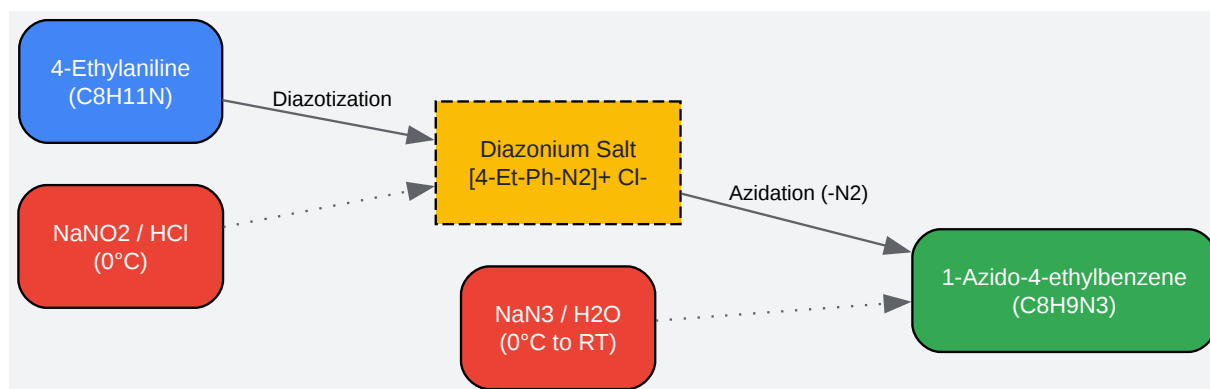 4-Ethylaniline
(C8H11N)
Diazotization
Diazonium Salt
[4-Et-Ph-N2]+ Cl-
NaNO2 / HCl
(0°C)
Azidation (-N2)
1-Azido-4-ethylbenzene
(C8H9N3)
NaN3 / H2O
(0°C to RT)